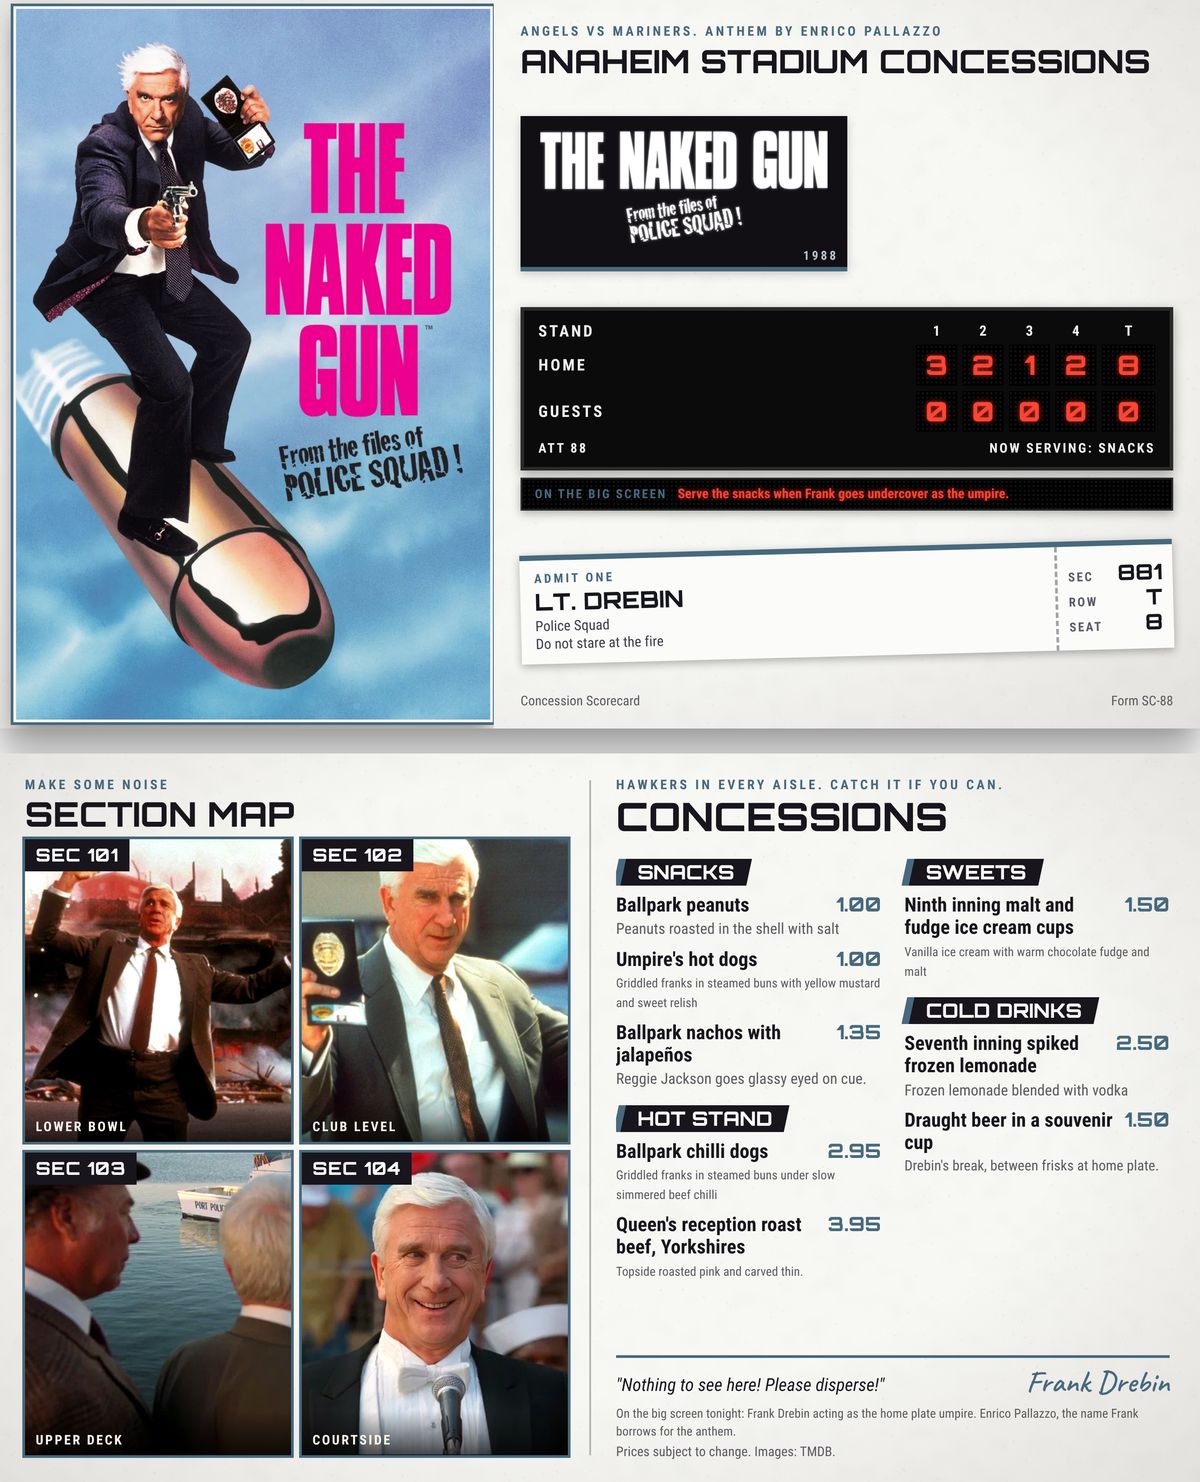 THE
NAKED
GUN
™
From the files of
POLICE SQUAD!
ANGELS VS MARINERS. ANTHEM BY ENRICO PALLAZZO
ANAHEIM STADIUM CONCESSIONS
THE NAKED GUN
From the files of
POLICE SQUAD!
1988
STAND 1 2 3 4 T
HOME 3 2 1 2 8
GUESTS 0 0 0 0 0
ATT 88 NOW SERVING: SNACKS
ON THE BIG SCREEN Serve the snacks when Frank goes undercover as the umpire.
ADMIT ONE
LT. DREBIN
Police Squad
Do not stare at the fire
SEC 881
ROW T
SEAT 8
Concession Scorecard Form SC-88
MAKE SOME NOISE
SECTION MAP
SEC 101
LOWER BOWL
SEC 102
CLUB LEVEL
SEC 103
PORT POLIC
UPPER DECK
SEC 104
COURTSIDE
HAWKERS IN EVERY AISLE. CATCH IT IF YOU CAN.
CONCESSIONS
SNACKS
Ballpark peanuts 1.00
Peanuts roasted in the shell with salt
Umpire's hot dogs 1.00
Griddled franks in steamed buns with yellow mustard
and sweet relish
Ballpark nachos with 1.35
jalapeños
Reggie Jackson goes glassy eyed on cue.
HOT STAND
Ballpark chilli dogs 2.95
Griddled franks in steamed buns under slow
simmered beef chilli
Queen's reception roast 3.95
beef, Yorkshires
Topside roasted pink and carved thin.
SWEETS
Ninth inning malt and 1.50
fudge ice cream cups
Vanilla ice cream with warm chocolate fudge and
malt
COLD DRINKS
Seventh inning spiked 2.50
frozen lemonade
Frozen lemonade blended with vodka
Draught beer in a souvenir 1.50
cup
Drebin's break, between frisks at home plate.
"Nothing to see here! Please disperse!" Frank Drebin
On the big screen tonight: Frank Drebin acting as the home plate umpire. Enrico Pallazzo, the name Frank
borrows for the anthem.
Prices subject to change. Images: TMDB.